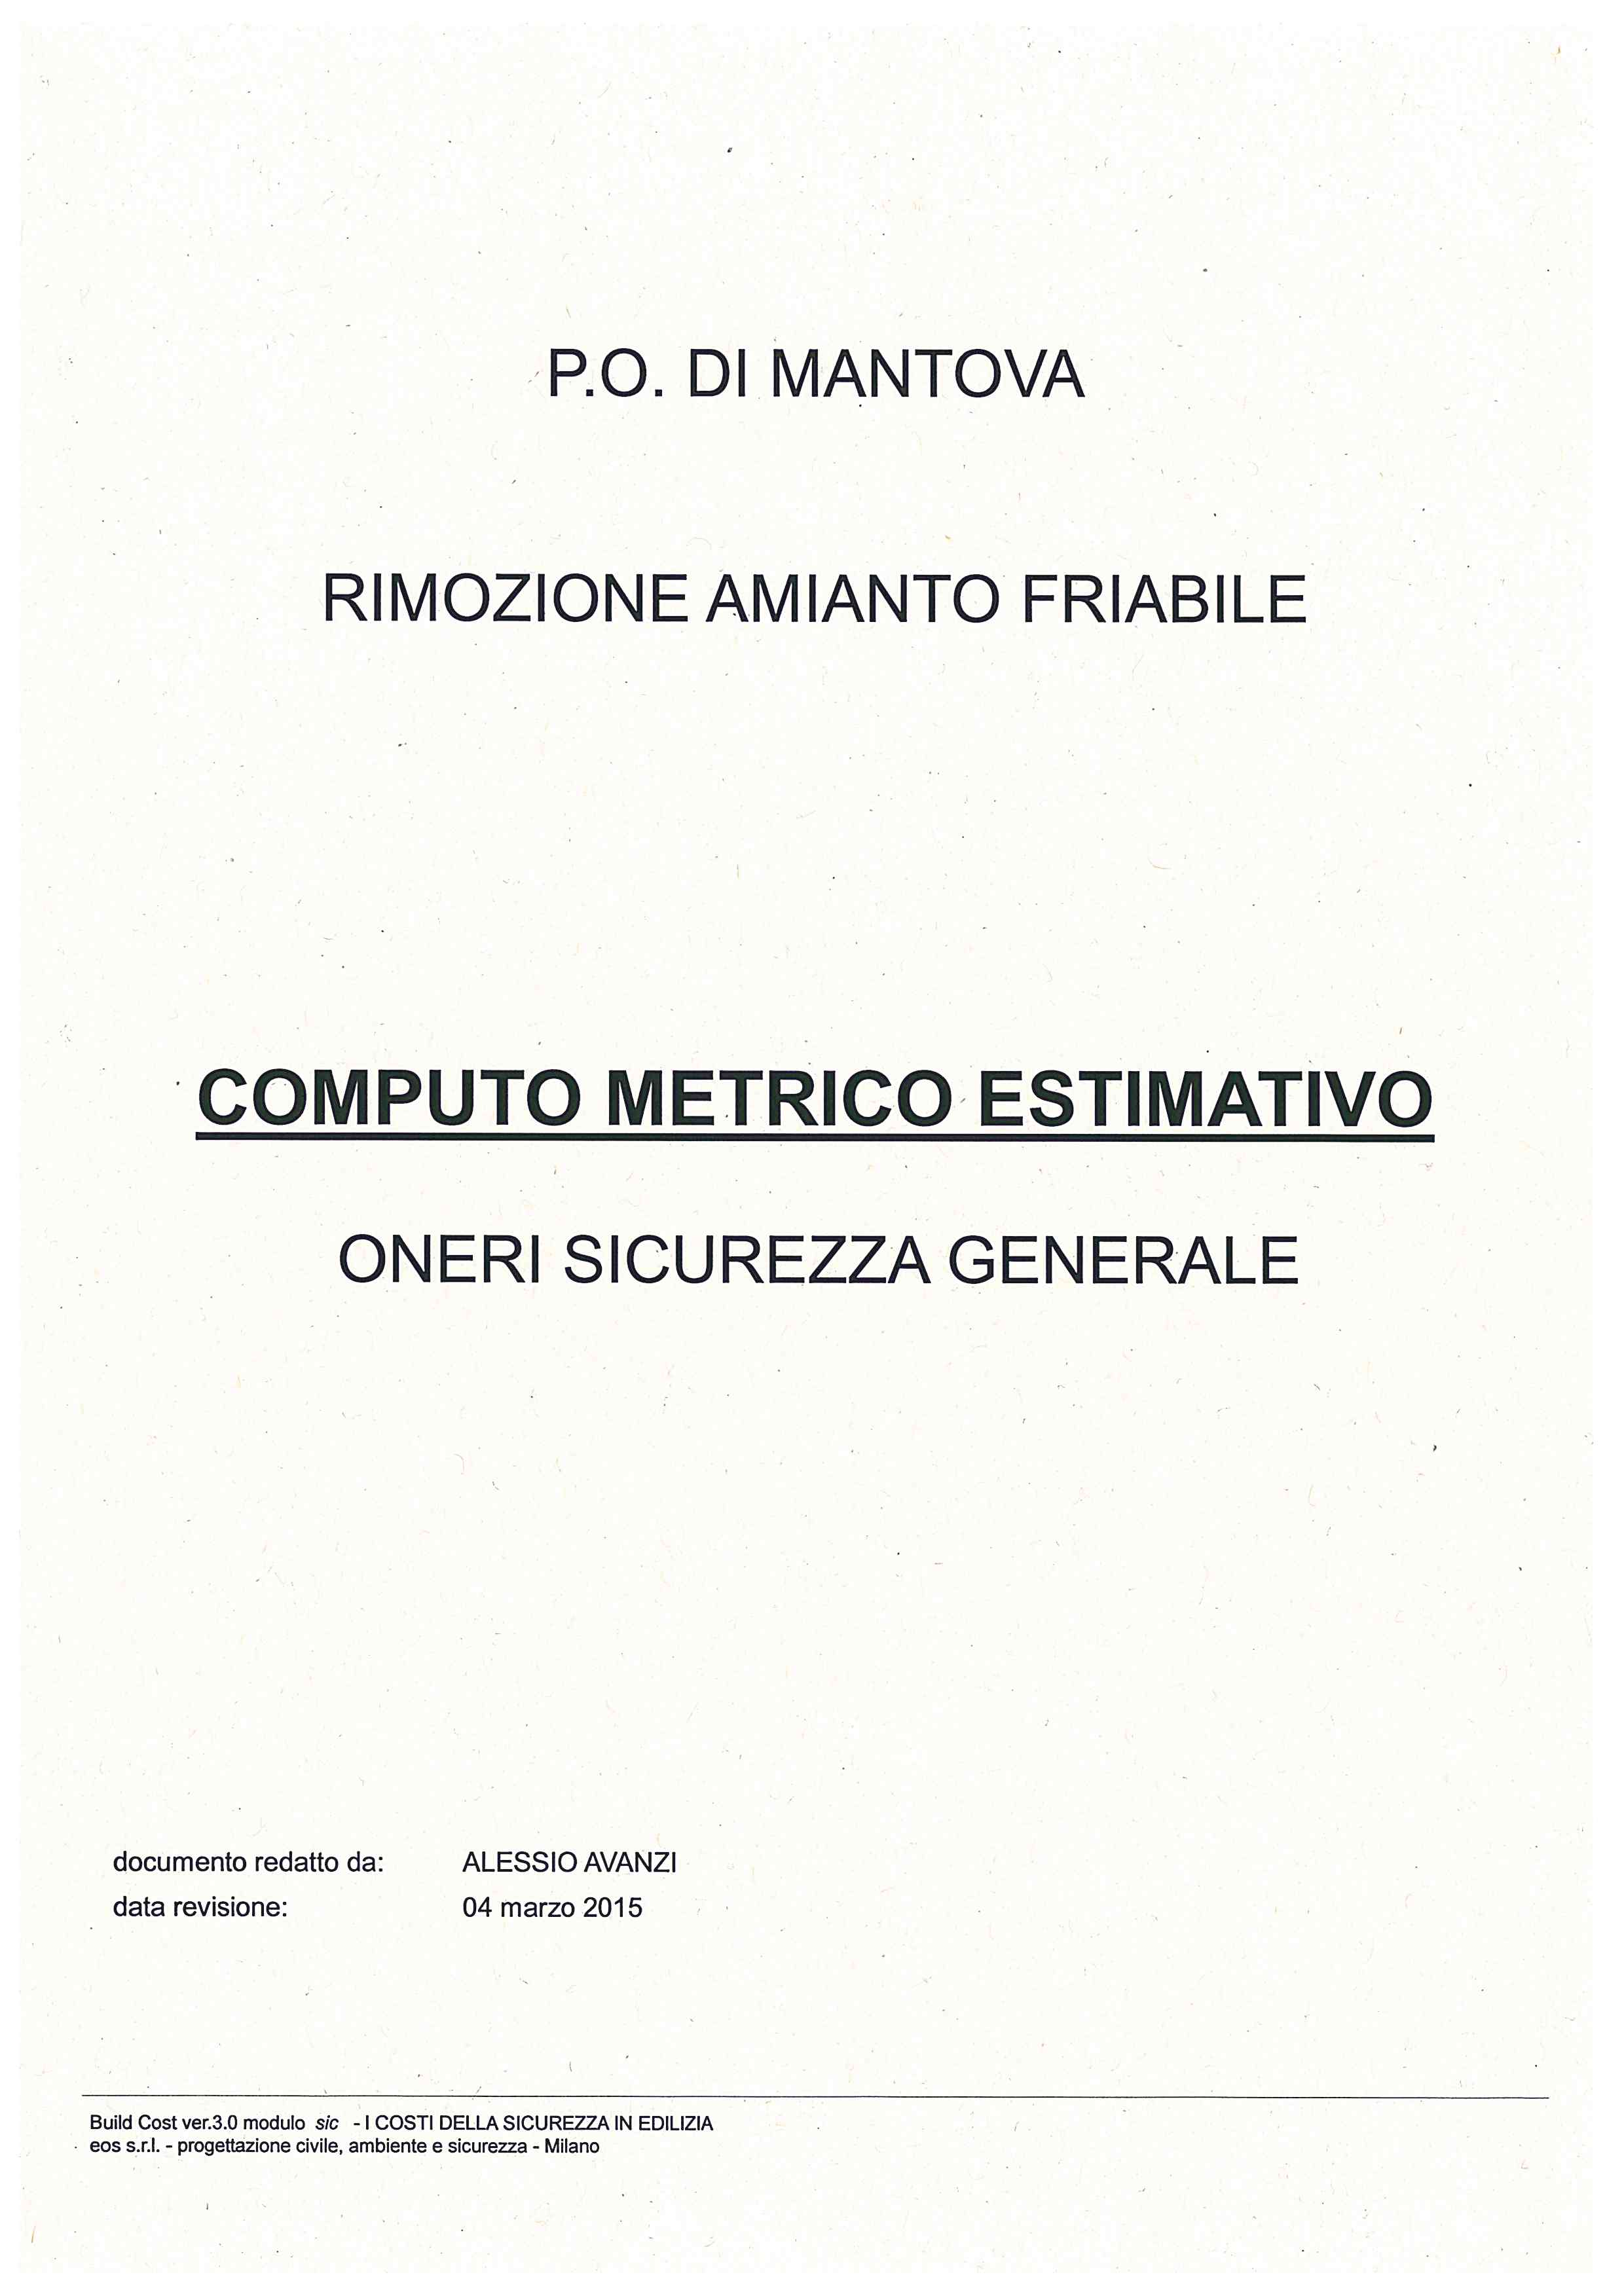 P.O. DI MANTOVA
RIMOZIONE AMIANTO FRIABILE
COMPUTO METRICO ESTIMATIVO
ONERI SICUREZZA GENERALE
documento redatto da: ALESSIO AVANZI
data revisione: 04 marzo 2015
Build Cost ver.3.0 modulo sic - I COSTI DELLA SICUREZZA IN EDILIZIA
eos s.r.l. - progettazione civile, ambiente e sicurezza - Milano